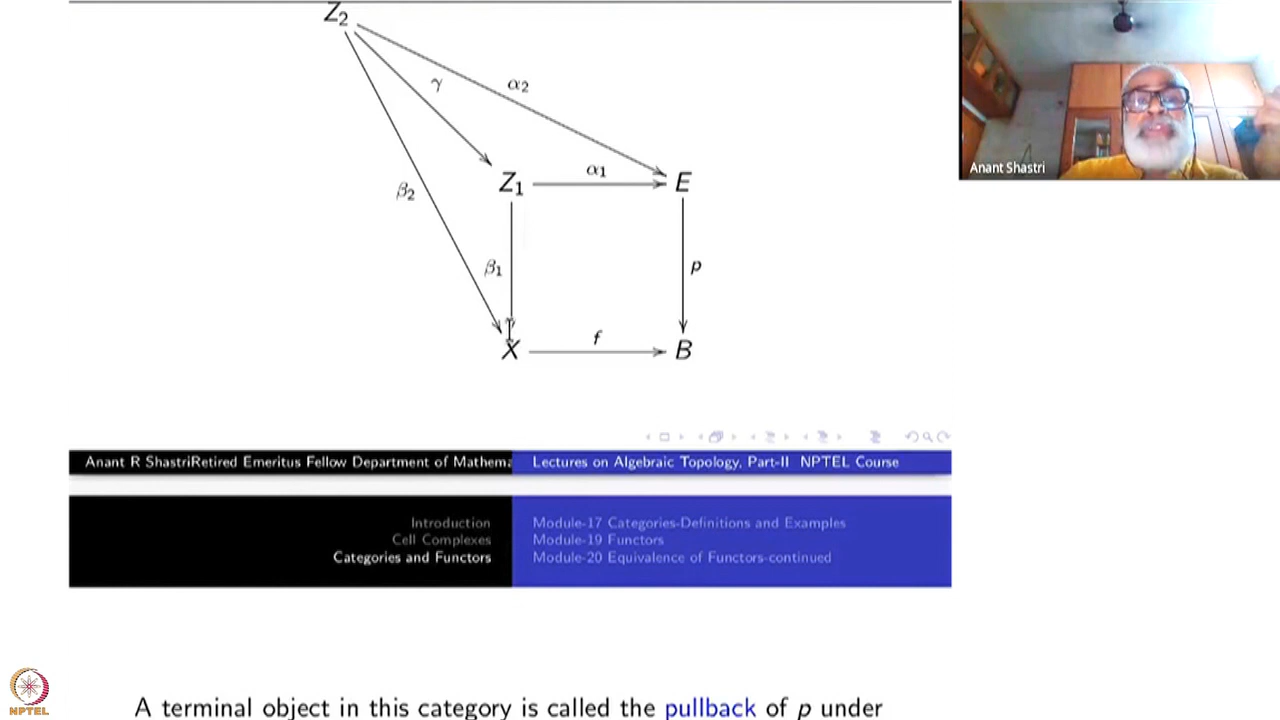 Z₂
γ
α₂
β₂
Z₁
α₁
E
β₁
p
X
f
B
Anant Shastri
Anant R ShastriRetired Emeritus Fellow Department of Mathema
Lectures on Algebraic Topology, Part-II NPTEL Course
Introduction
Cell Complexes
Categories and Functors
Module-17 Categories-Definitions and Examples
Module-19 Functors
Module-20 Equivalence of Functors-continued
A terminal object in this category is called the pullback of p under
NPTEL